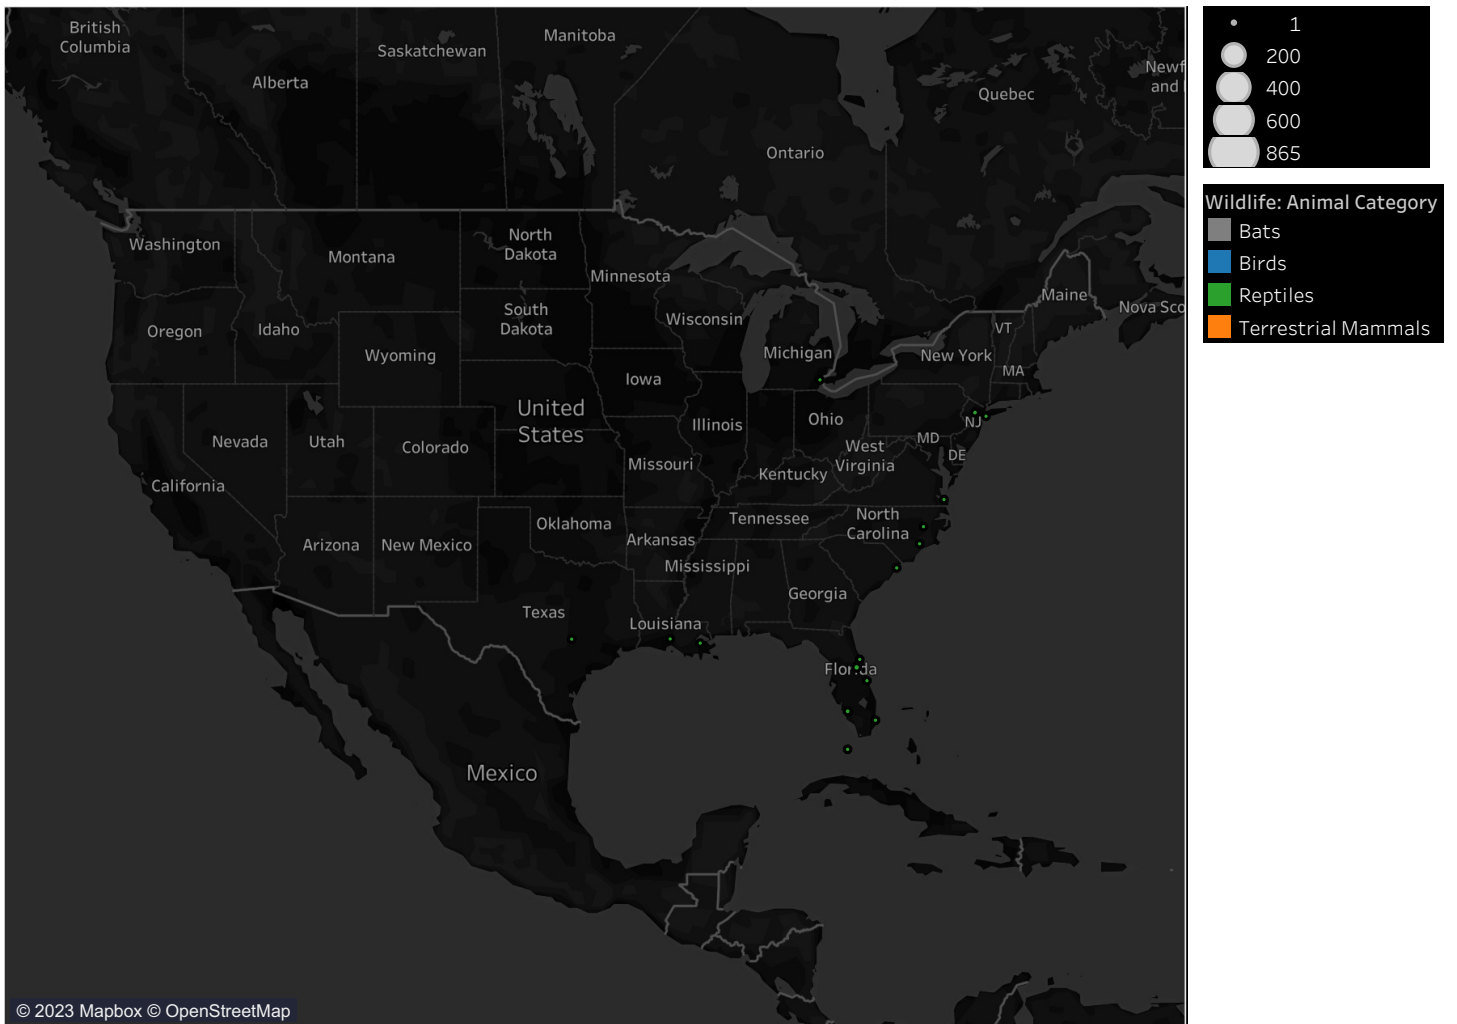 British
Columbia
Alberta
Saskatchewan
Manitoba
Ontario
Quebec
Newf
and
Washington
Montana
North
Dakota
Minnesota
Oregon
Idaho
South
Dakota
Wisconsin
Michigan
Wyoming
Iowa
New York
VT
Maine
Nova Sco
MA
Nevada
Utah
Colorado
United
States
Illinois
Ohio
NJ
MD
DE
West
Virginia
California
Missouri
Kentucky
Arizona
New Mexico
Oklahoma
Arkansas
Tennessee
North
Carolina
Mississippi
Georgia
Texas
Louisiana
Florida
Mexico
© 2023 Mapbox © OpenStreetMap
1
200
400
600
865
Wildlife: Animal Category
Bats
Birds
Reptiles
Terrestrial Mammals